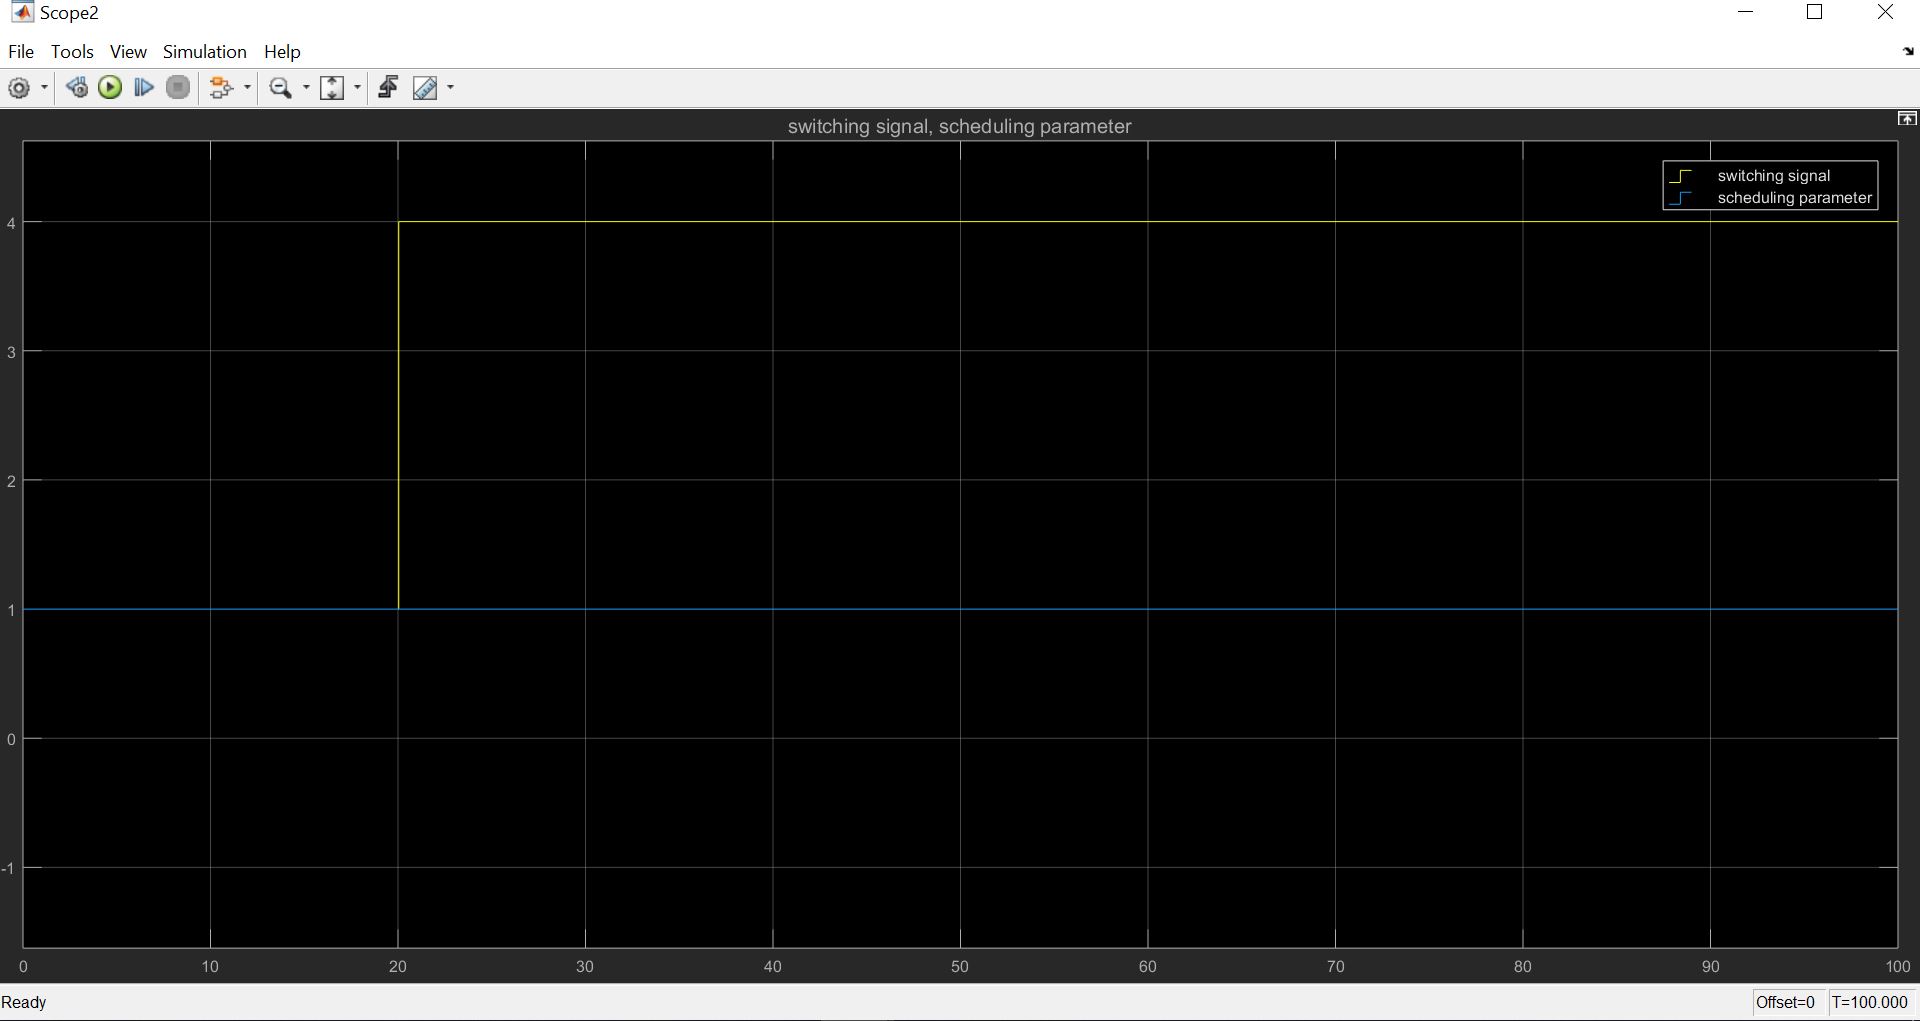 Scope2
File Tools View Simulation Help
switching signal, scheduling parameter
switching signal
scheduling parameter
4
3
2
1
0
-1
0 10 20 30 40 50 60 70 80 90 100
Ready Offset=0 T=100.000